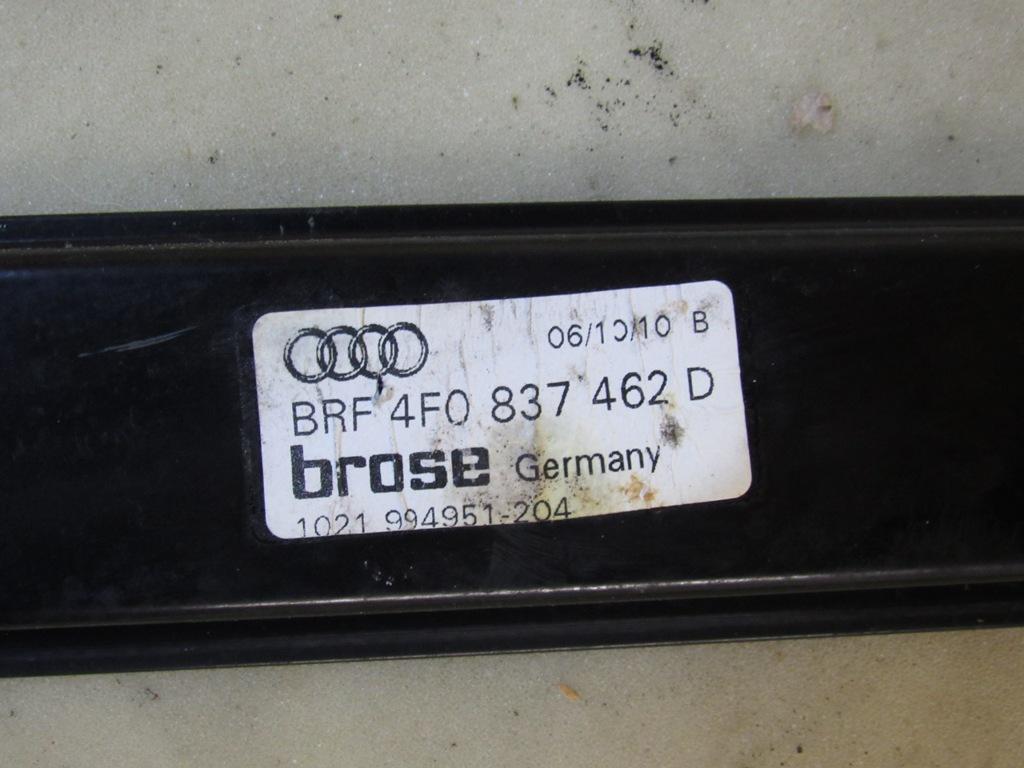 06/10/10 B
BRF 4F0 837 462 D
brose Germany
1021 994951-204